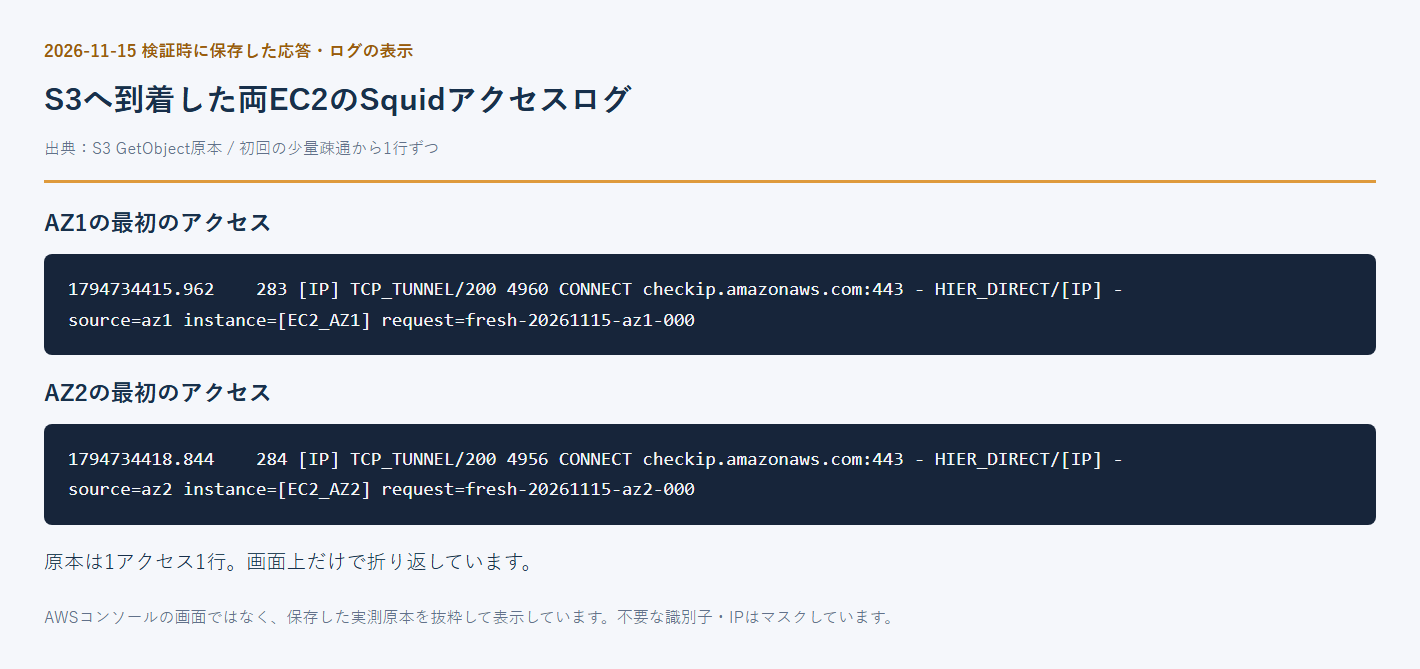 2026-11-15 検証時に保存した応答・ログの表示
S3へ到着した両EC2のSquidアクセスログ
出典：S3 GetObject原本 / 初回の少量疎通から1行ずつ
AZ1の最初のアクセス
1794734415.962    283 [IP] TCP_TUNNEL/200 4960 CONNECT checkip.amazonaws.com:443 - HIER_DIRECT/[IP] -
source=az1 instance=[EC2_AZ1] request=fresh-20261115-az1-000
AZ2の最初のアクセス
1794734418.844    284 [IP] TCP_TUNNEL/200 4956 CONNECT checkip.amazonaws.com:443 - HIER_DIRECT/[IP] -
source=az2 instance=[EC2_AZ2] request=fresh-20261115-az2-000
原本は1アクセス1行。画面上だけで折り返しています。
AWSコンソールの画面ではなく、保存した実測原本を抜粋して表示しています。不要な識別子・IPはマスクしています。